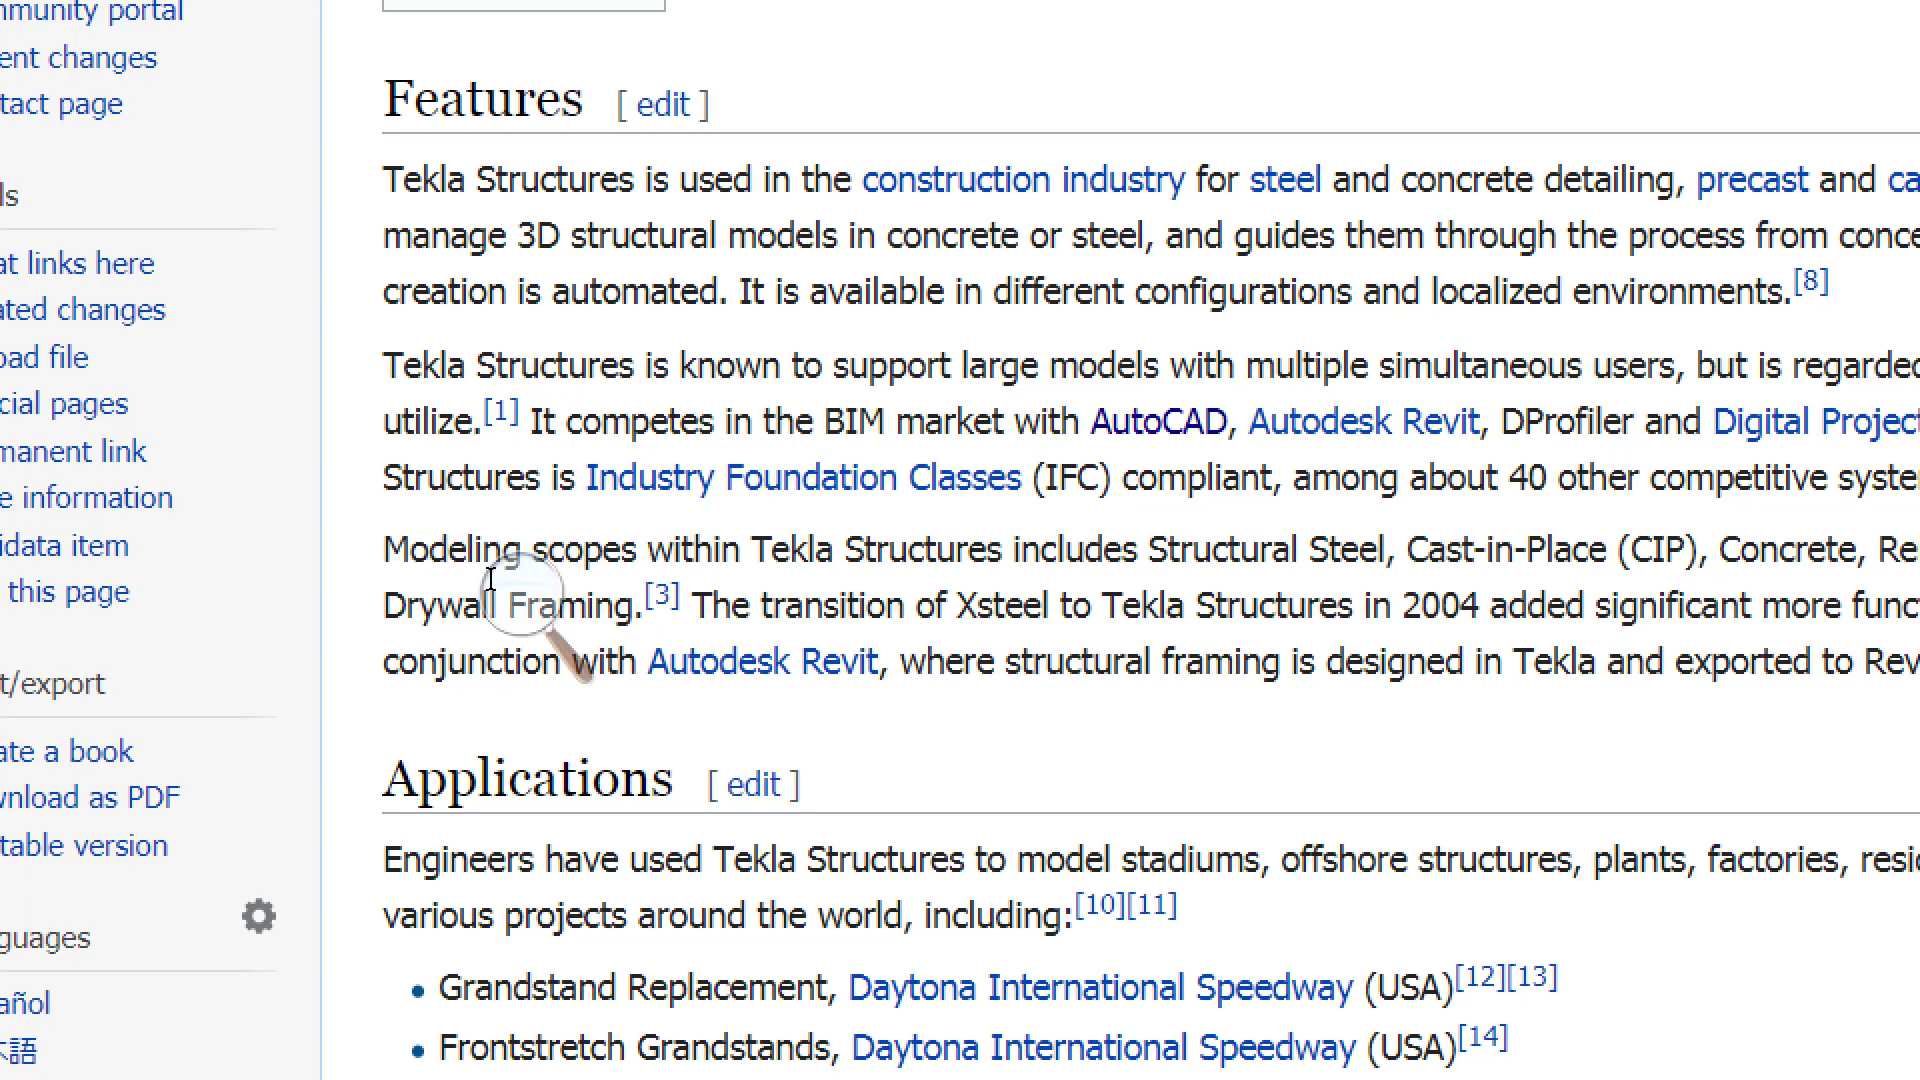 mmunity portal
ent changes
tact page
ls
at links here
ated changes
oad file
cial pages
manent link
e information
idata item
this page
t/export
ate a book
wnload as PDF
table version
guages
añol
本語
Features [ edit ]
Tekla Structures is used in the construction industry for steel and concrete detailing, precast and ca
manage 3D structural models in concrete or steel, and guides them through the process from conce
creation is automated. It is available in different configurations and localized environments.[8]
Tekla Structures is known to support large models with multiple simultaneous users, but is regarded
utilize.[1] It competes in the BIM market with AutoCAD, Autodesk Revit, DProfiler and Digital Project
Structures is Industry Foundation Classes (IFC) compliant, among about 40 other competitive syste
Modeling scopes within Tekla Structures includes Structural Steel, Cast-in-Place (CIP), Concrete, Re
Drywall Framing.[3] The transition of Xsteel to Tekla Structures in 2004 added significant more funct
conjunction with Autodesk Revit, where structural framing is designed in Tekla and exported to Rev
Applications [ edit ]
Engineers have used Tekla Structures to model stadiums, offshore structures, plants, factories, resid
various projects around the world, including:[10][11]
• Grandstand Replacement, Daytona International Speedway (USA)[12][13]
• Frontstretch Grandstands, Daytona International Speedway (USA)[14]